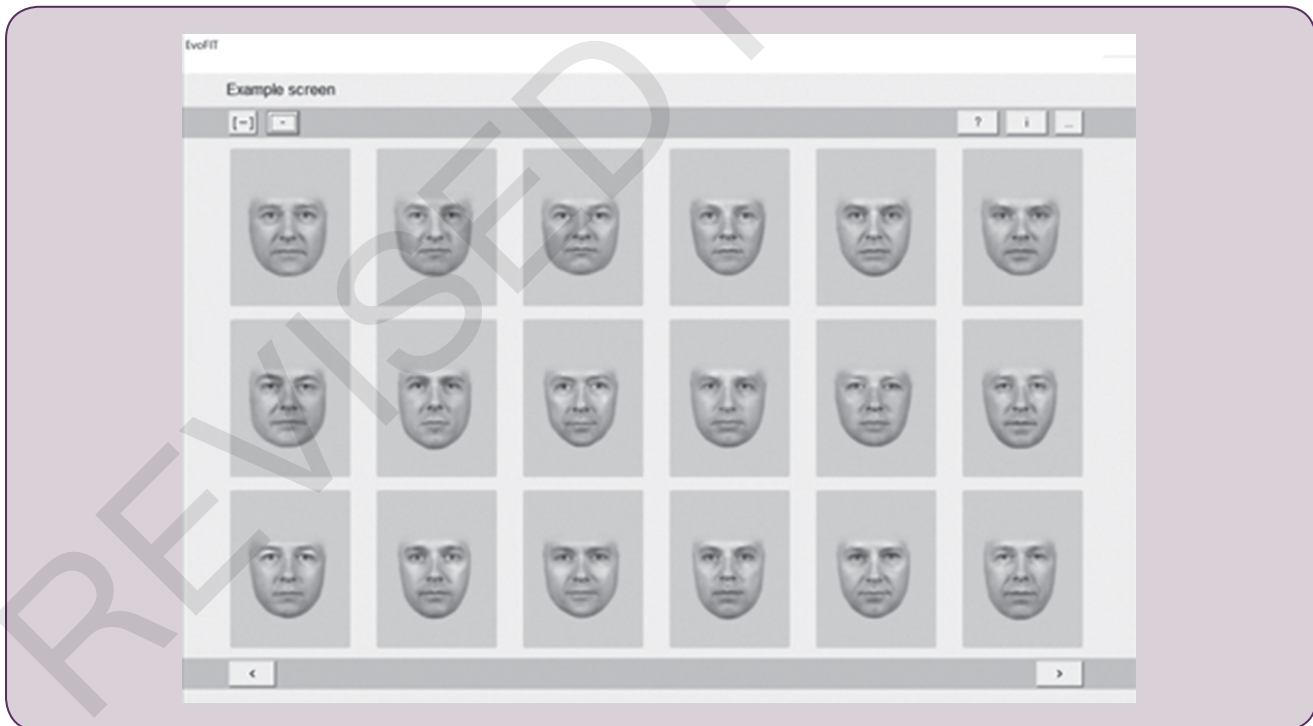 EvoFIT
Example screen
[-] -
? i ...
< >
REVISED